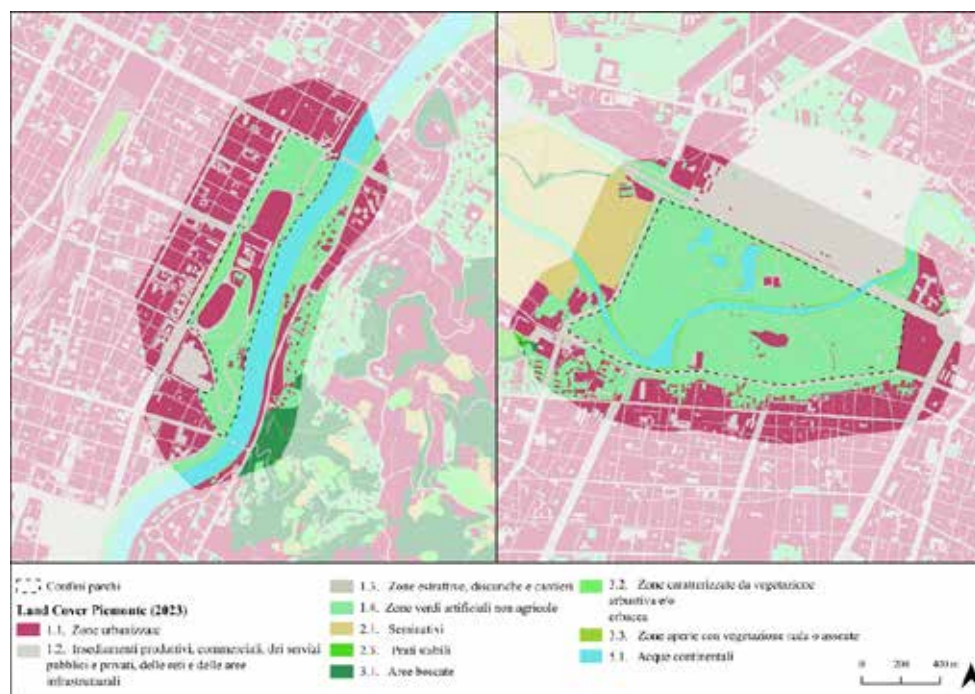 Confini parchi
Land Cover Piemonte (2023)
1.1. Zone urbanizzate
1.2. Insediamenti produttivi, commerciali, dei servizi
pubblici e privati, delle reti e delle aree
infrastrutturali
1.3. Zone estrattive, discariche e cantieri
1.4. Zone verdi artificiali non agricole
2.1. Seminativi
2.3. Prati stabili
3.1. Aree boscate
3.2. Zone caratterizzate da vegetazione
arbustiva e/o
erbacea
3.3. Zone aperte con vegetazione rada o assente
5.1. Acque continentali
0 200 400 m